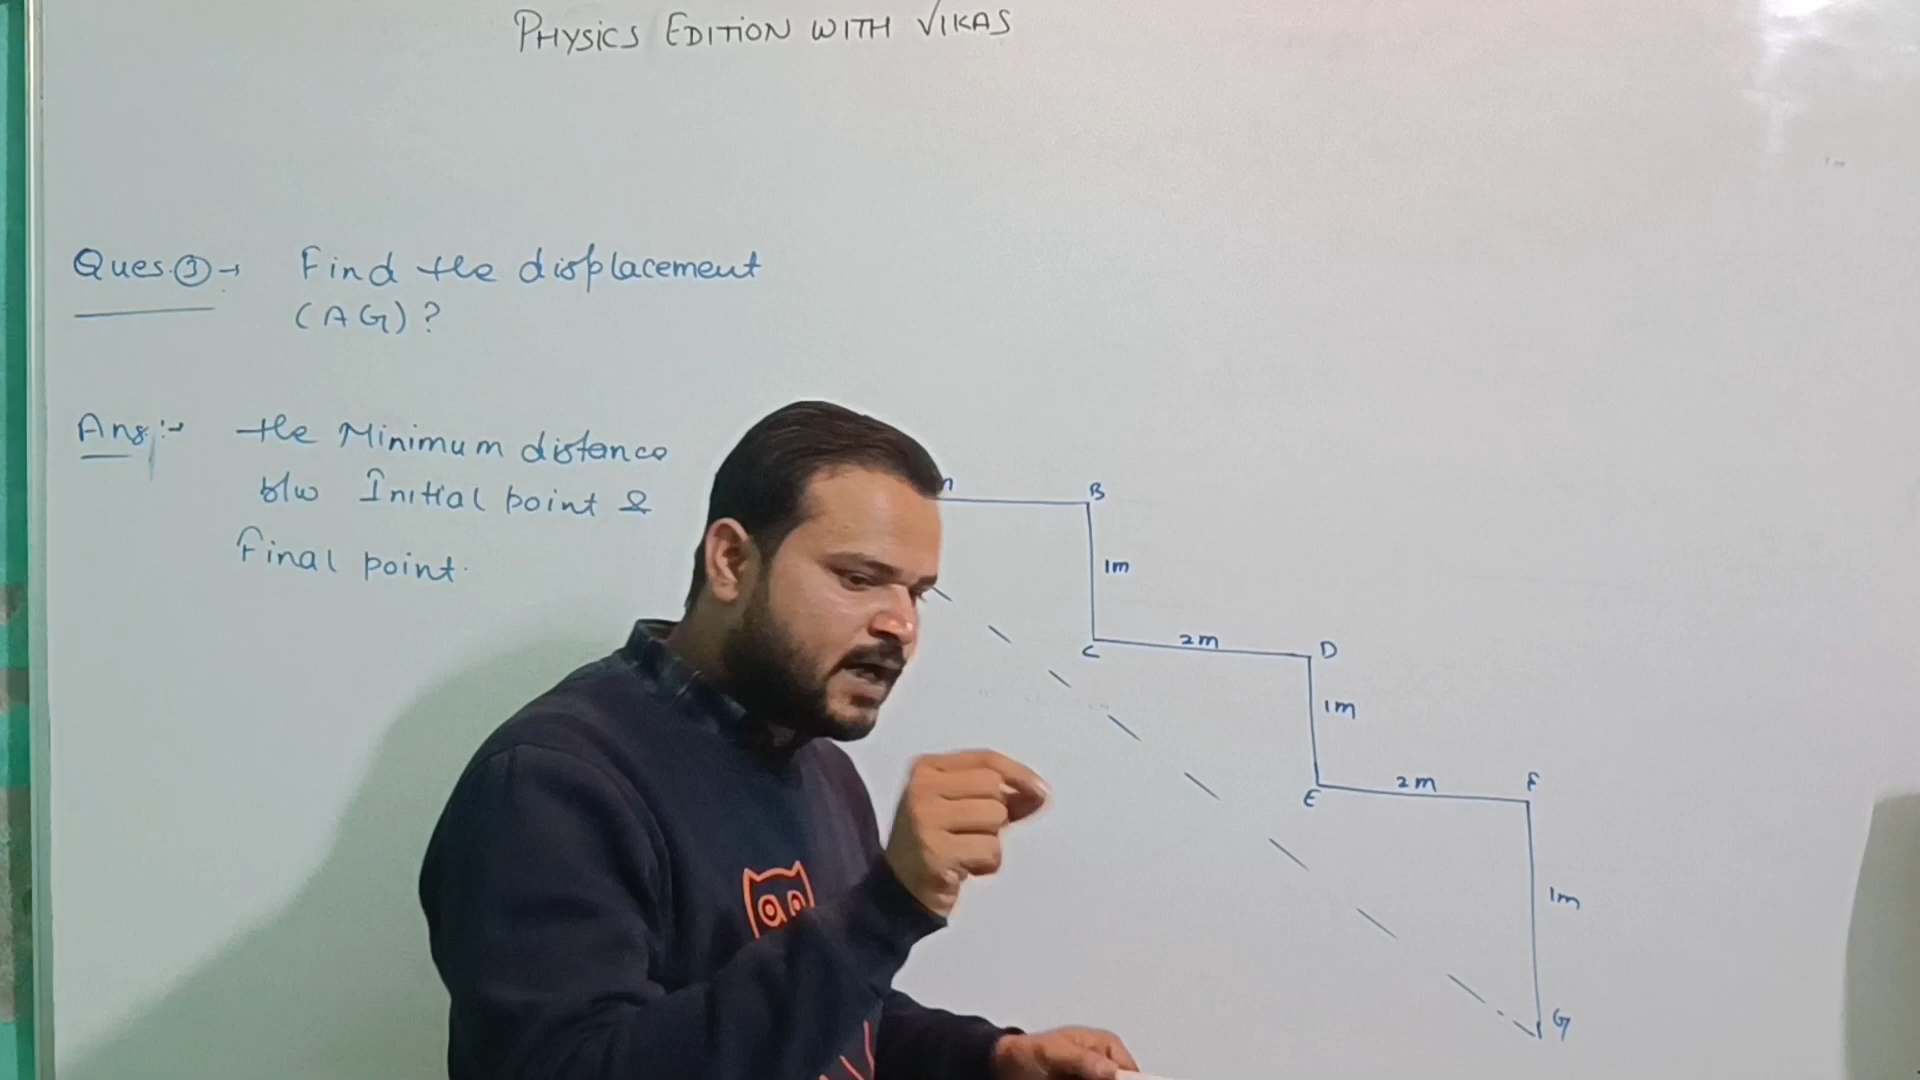 PHYSICS EDITION WITH VIKAS
Ques. ③→ Find the displacement
(AG)?
Ans:→ the Minimum distance
b/w Initial point &
Final point.
B
1m
C
2m
D
1m
E
2m
F
1m
G